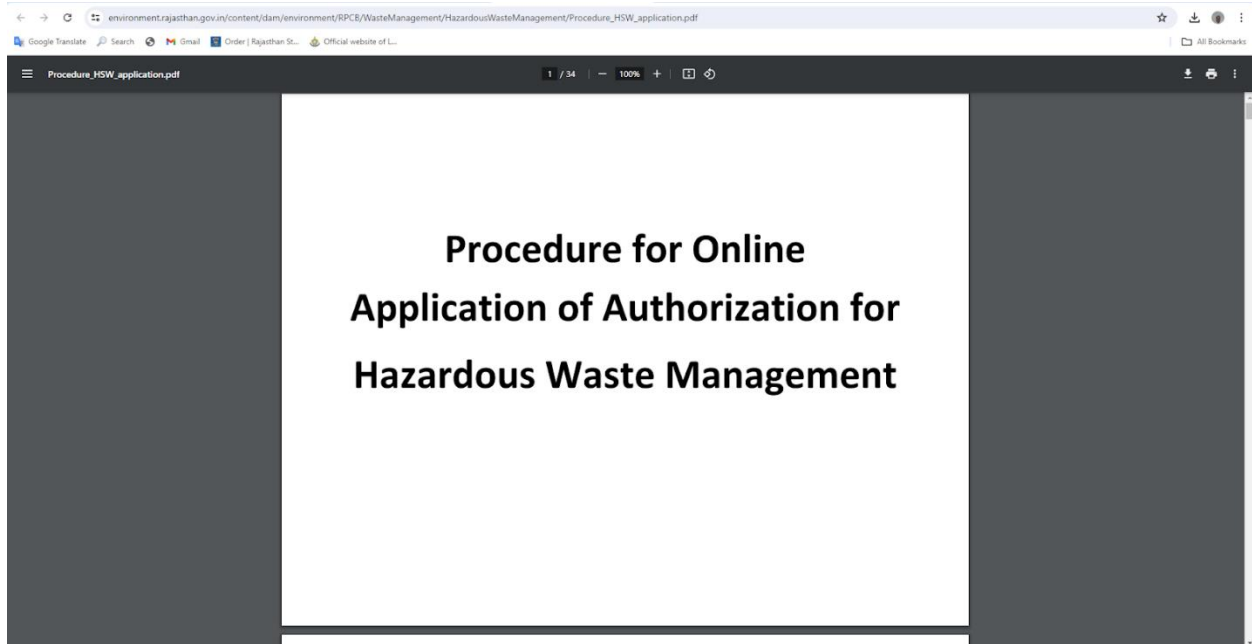 environment.rajasthan.gov.in/content/dam/environment/RPCB/WasteManagement/HazardousWasteManagement/Procedure_HSW_application.pdf
Google Translate Search Gmail Order | Rajasthan St... Official website of L... All Bookmarks
Procedure_HSW_application.pdf 1 / 34 100%
Procedure for Online
Application of Authorization for
Hazardous Waste Management